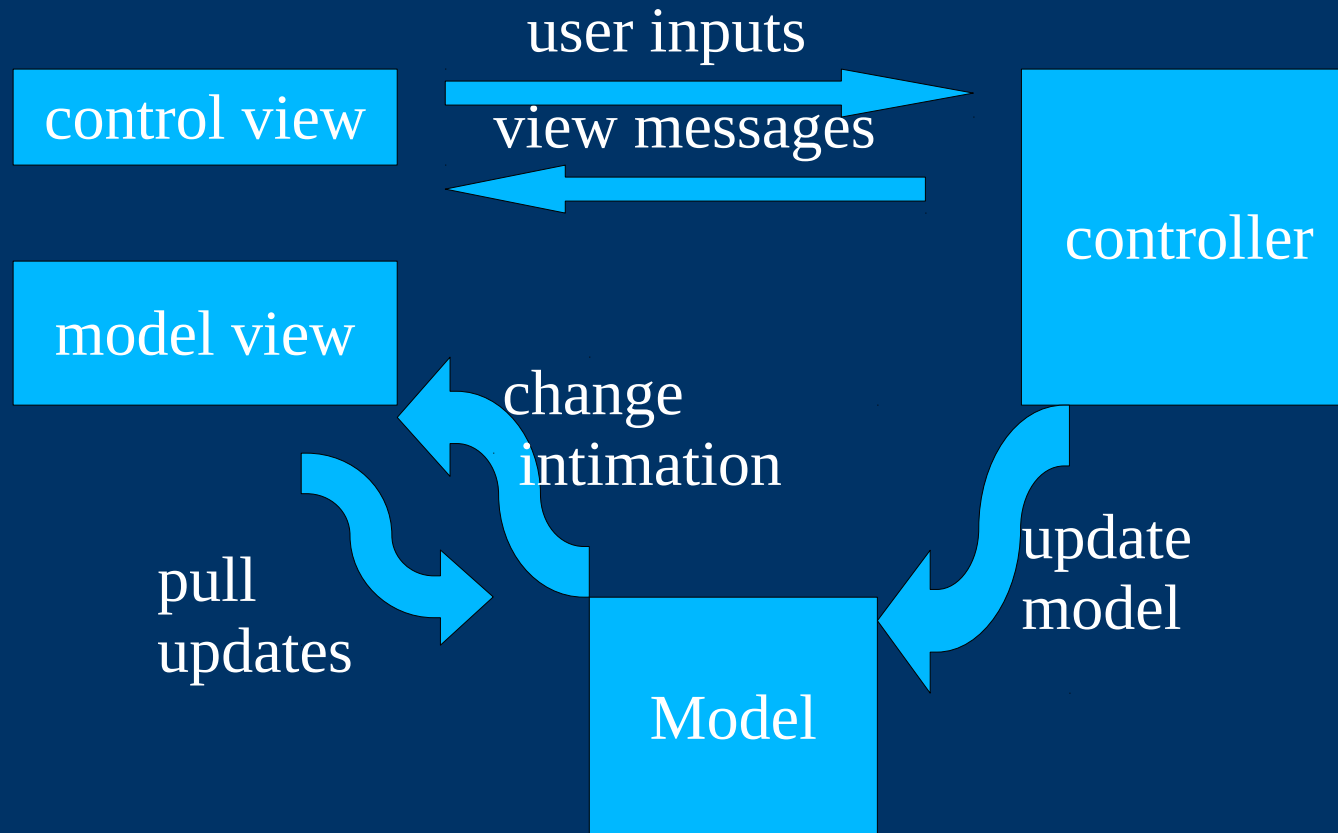 user inputs
control view
view messages
controller
model view
change
intimation
update
model
pull
updates
Model